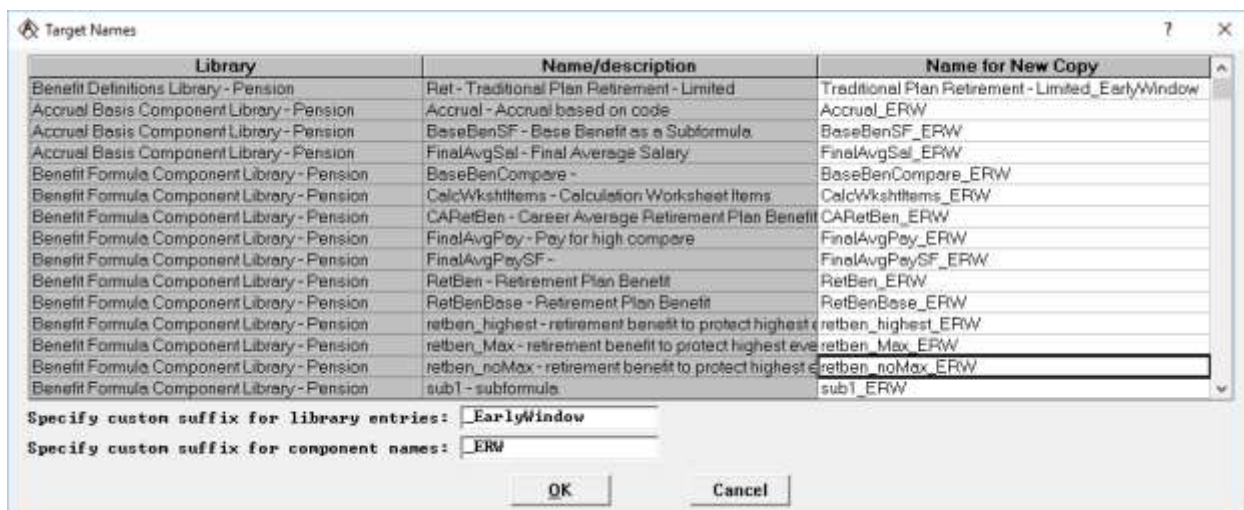 Target Names ? ×
Library Name/description Name for New Copy
Benefit Definitions Library - Pension Ret - Traditional Plan Retirement - Limited Traditional Plan Retirement - Limited_EarlyWindow
Accrual Basis Component Library - Pension Accrual - Accrual based on code Accrual_ERW
Accrual Basis Component Library - Pension BaseBenSF - Base Benefit as a Subformula BaseBenSF_ERW
Accrual Basis Component Library - Pension FinalAvgSal - Final Average Salary FinalAvgSal_ERW
Benefit Formula Component Library - Pension BaseBenCompare - BaseBenCompare_ERW
Benefit Formula Component Library - Pension CalcWkshtItems - Calculation Worksheet Items CalcWkshtItems_ERW
Benefit Formula Component Library - Pension CARetBen - Career Average Retirement Plan Benefit CARetBen_ERW
Benefit Formula Component Library - Pension FinalAvgPay - Pay for high compare FinalAvgPay_ERW
Benefit Formula Component Library - Pension FinalAvgPaySF - FinalAvgPaySF_ERW
Benefit Formula Component Library - Pension RetBen - Retirement Plan Benefit RetBen_ERW
Benefit Formula Component Library - Pension RetBenBase - Retirement Plan Benefit RetBenBase_ERW
Benefit Formula Component Library - Pension retben_highest - retirement benefit to protect highest e retben_highest_ERW
Benefit Formula Component Library - Pension retben_Max - retirement benefit to protect highest eve retben_Max_ERW
Benefit Formula Component Library - Pension retben_noMax - retirement benefit to protect highest e retben_noMax_ERW
Benefit Formula Component Library - Pension sub1 - subformula sub1_ERW
Specify custom suffix for library entries: _EarlyWindow
Specify custom suffix for component names: _ERW
OK Cancel